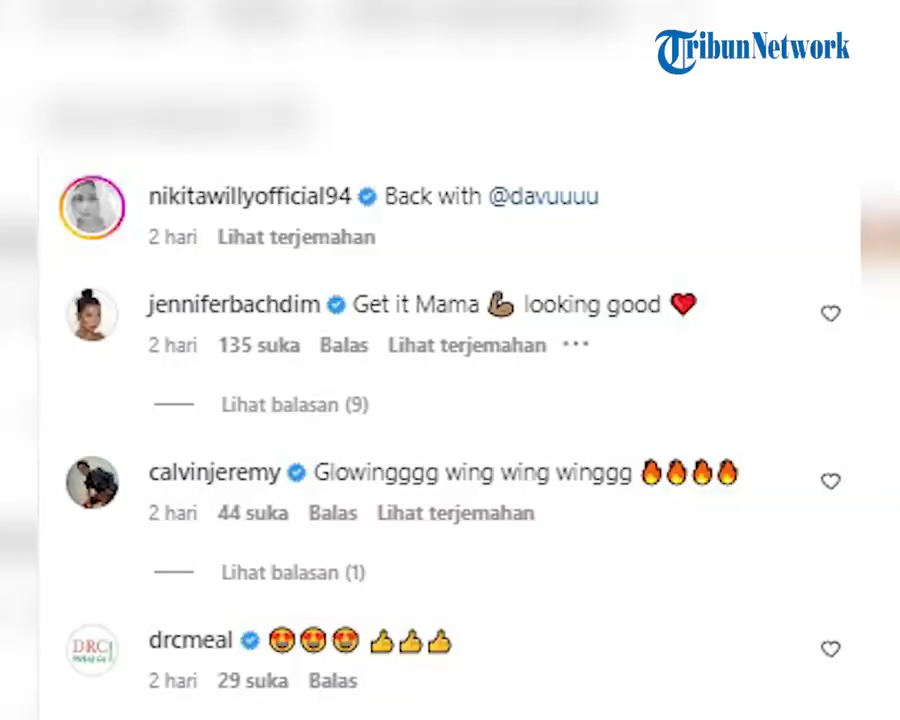 TribunNetwork
nikitawillyofficial94 Back with @davuuuu
2 hari Lihat terjemahan
jenniferbachdim Get it Mama 💪🏾 looking good ❤️
2 hari 135 suka Balas Lihat terjemahan ...
Lihat balasan (9)
calvinjeremy Glowingggg wing wing winggg 🔥🔥🔥🔥
2 hari 44 suka Balas Lihat terjemahan
Lihat balasan (1)
DRC
drcmeal 😍😍😍 👍👍👍
2 hari 29 suka Balas